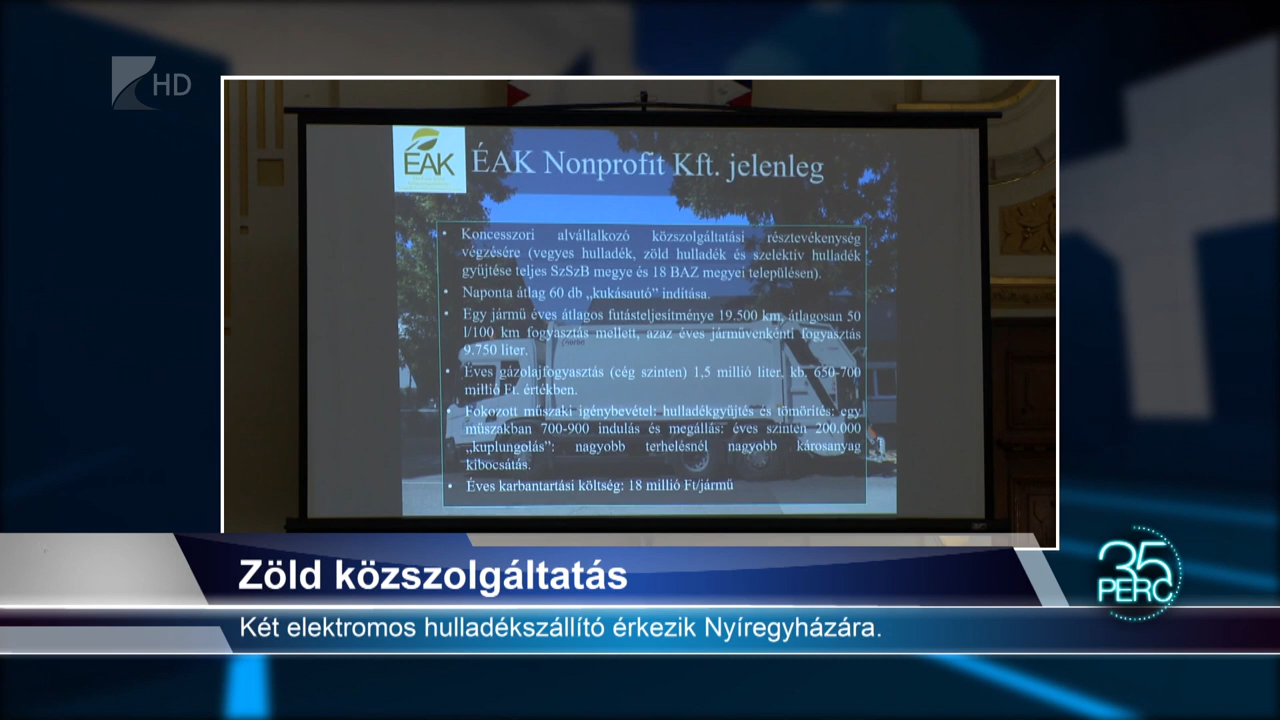 HD
ÉAK
ÉAK Nonprofit Kft. jelenleg
• Koncesszori alvállalkozó közszolgáltatási résztevékenység
végzésére (vegyes hulladék, zöld hulladék és szelektív hulladék
gyűjtése teljes SzSzB megye és 18 BAZ megyei településen).
• Naponta átlag 60 db „kukásautó” indítása.
• Egy jármű éves átlagos futásteljesítménye 19.500 km, átlagosan 50
l/100 km fogyasztás mellett, azaz éves járművenkénti fogyasztás
9.750 liter.
• Éves gázolajfogyasztás (cég szinten) 1,5 millió liter, kb. 650-700
millió Ft. értékben.
• Fokozott műszaki igénybevétel: hulladékgyűjtés és tömörítés: egy
műszakban 700-900 indulás és megállás: éves szinten 200.000
„kuplungolás”: nagyobb terhelésnél nagyobb károsanyag
kibocsátás.
• Éves karbantartási költség: 18 millió Ft/jármű
Zöld közszolgáltatás
35
PERC
Két elektromos hulladékszállító érkezik Nyíregyházára.